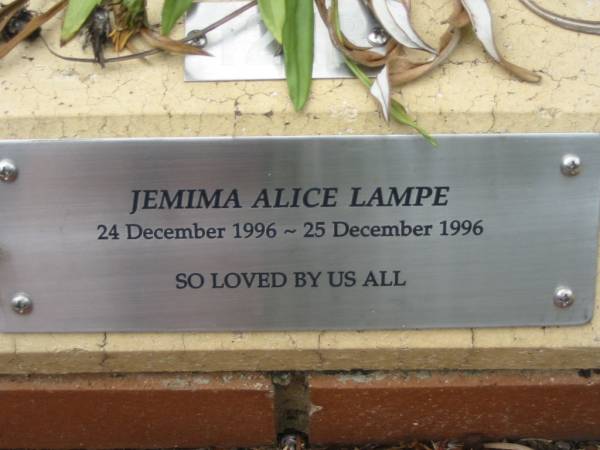 JEMIMA ALICE LAMPE
24 December 1996 ~ 25 December 1996
SO LOVED BY US ALL